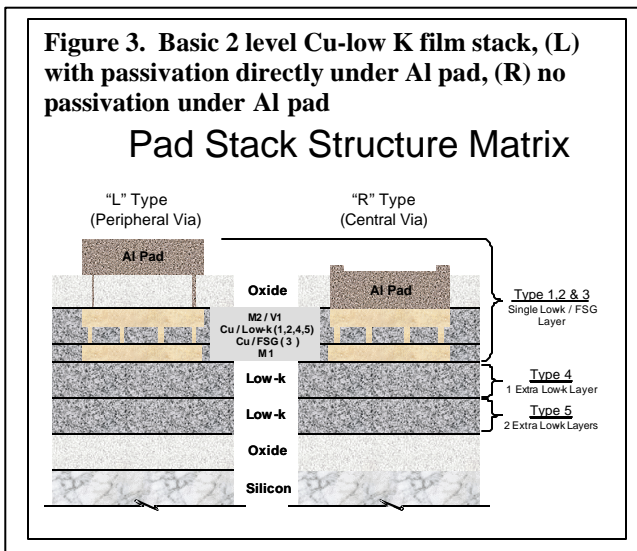 Figure 3. Basic 2 level Cu-low K film stack, (L)
with passivation directly under Al pad, (R) no
passivation under Al pad
Pad Stack Structure Matrix
“L” Type
(Peripheral Via)
“R” Type
(Central Via)
Al Pad
Oxide
Al Pad
M2 / V1
Cu / Low-k (1,2,4,5)
Cu / FSG ( 3 )
M1
Type 1,2 & 3
Single Low-k / FSG
Layer
Low-k
Type 4
1 Extra Low-k Layer
Low-k
Type 5
2 Extra Low-k Layers
Oxide
Silicon